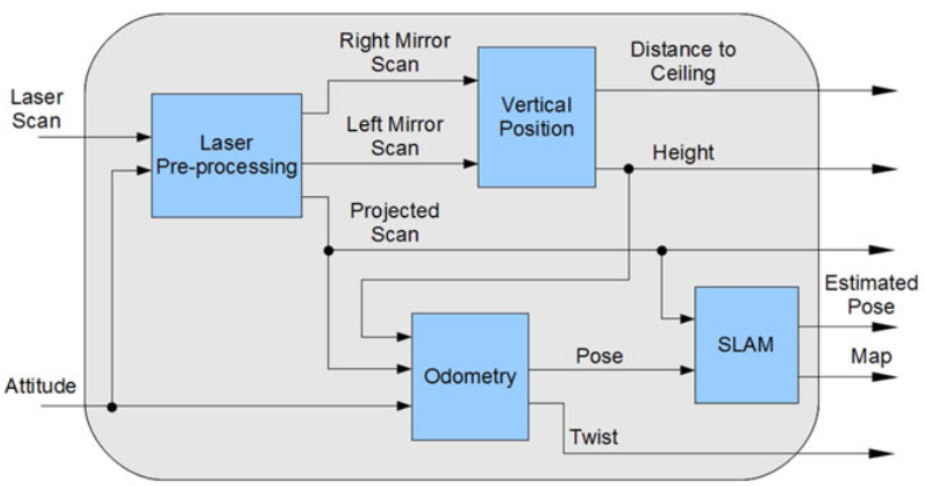 Right Mirror
Scan
Distance to
Ceiling
Laser
Scan
Laser
Pre-processing
Left Mirror
Scan
Vertical
Position
Height
Projected
Scan
Estimated
Pose
SLAM
Map
Attitude
Odometry
Pose
Twist